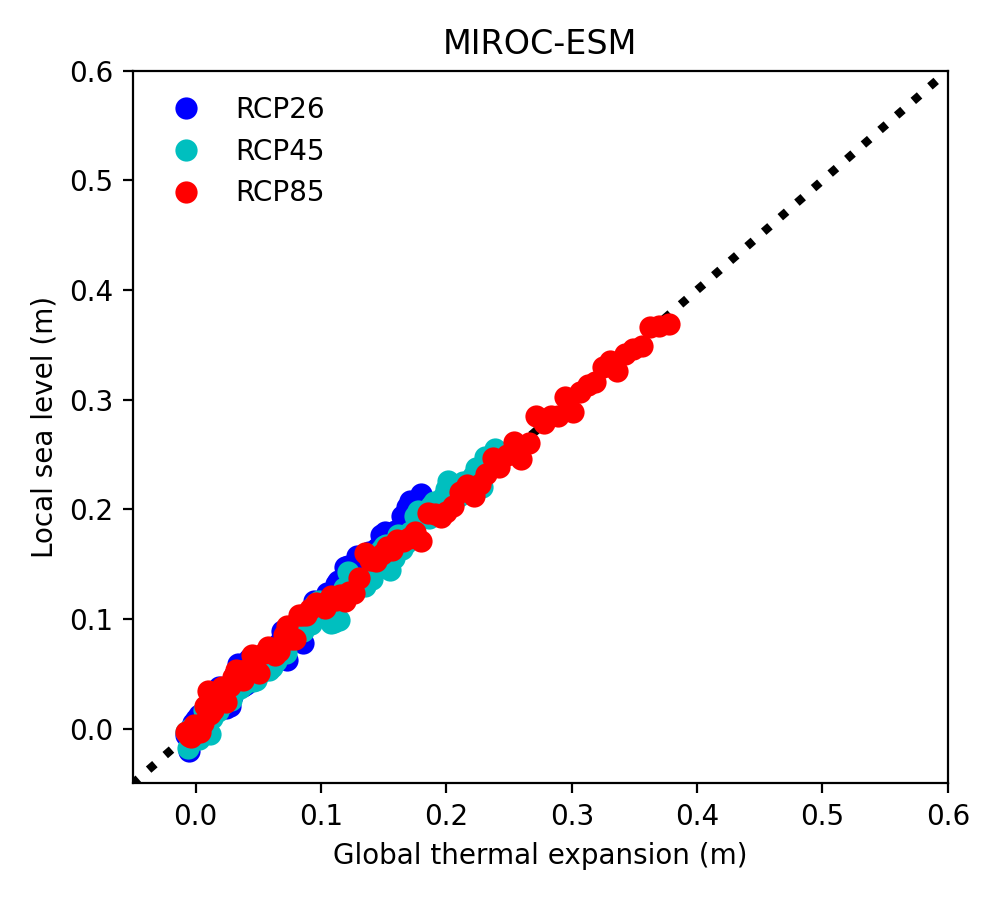 MIROC-ESM
RCP26
RCP45
RCP85
0.6
0.5
0.4
0.3
0.2
0.1
0.0
Local sea level (m)
0.0 0.1 0.2 0.3 0.4 0.5 0.6
Global thermal expansion (m)